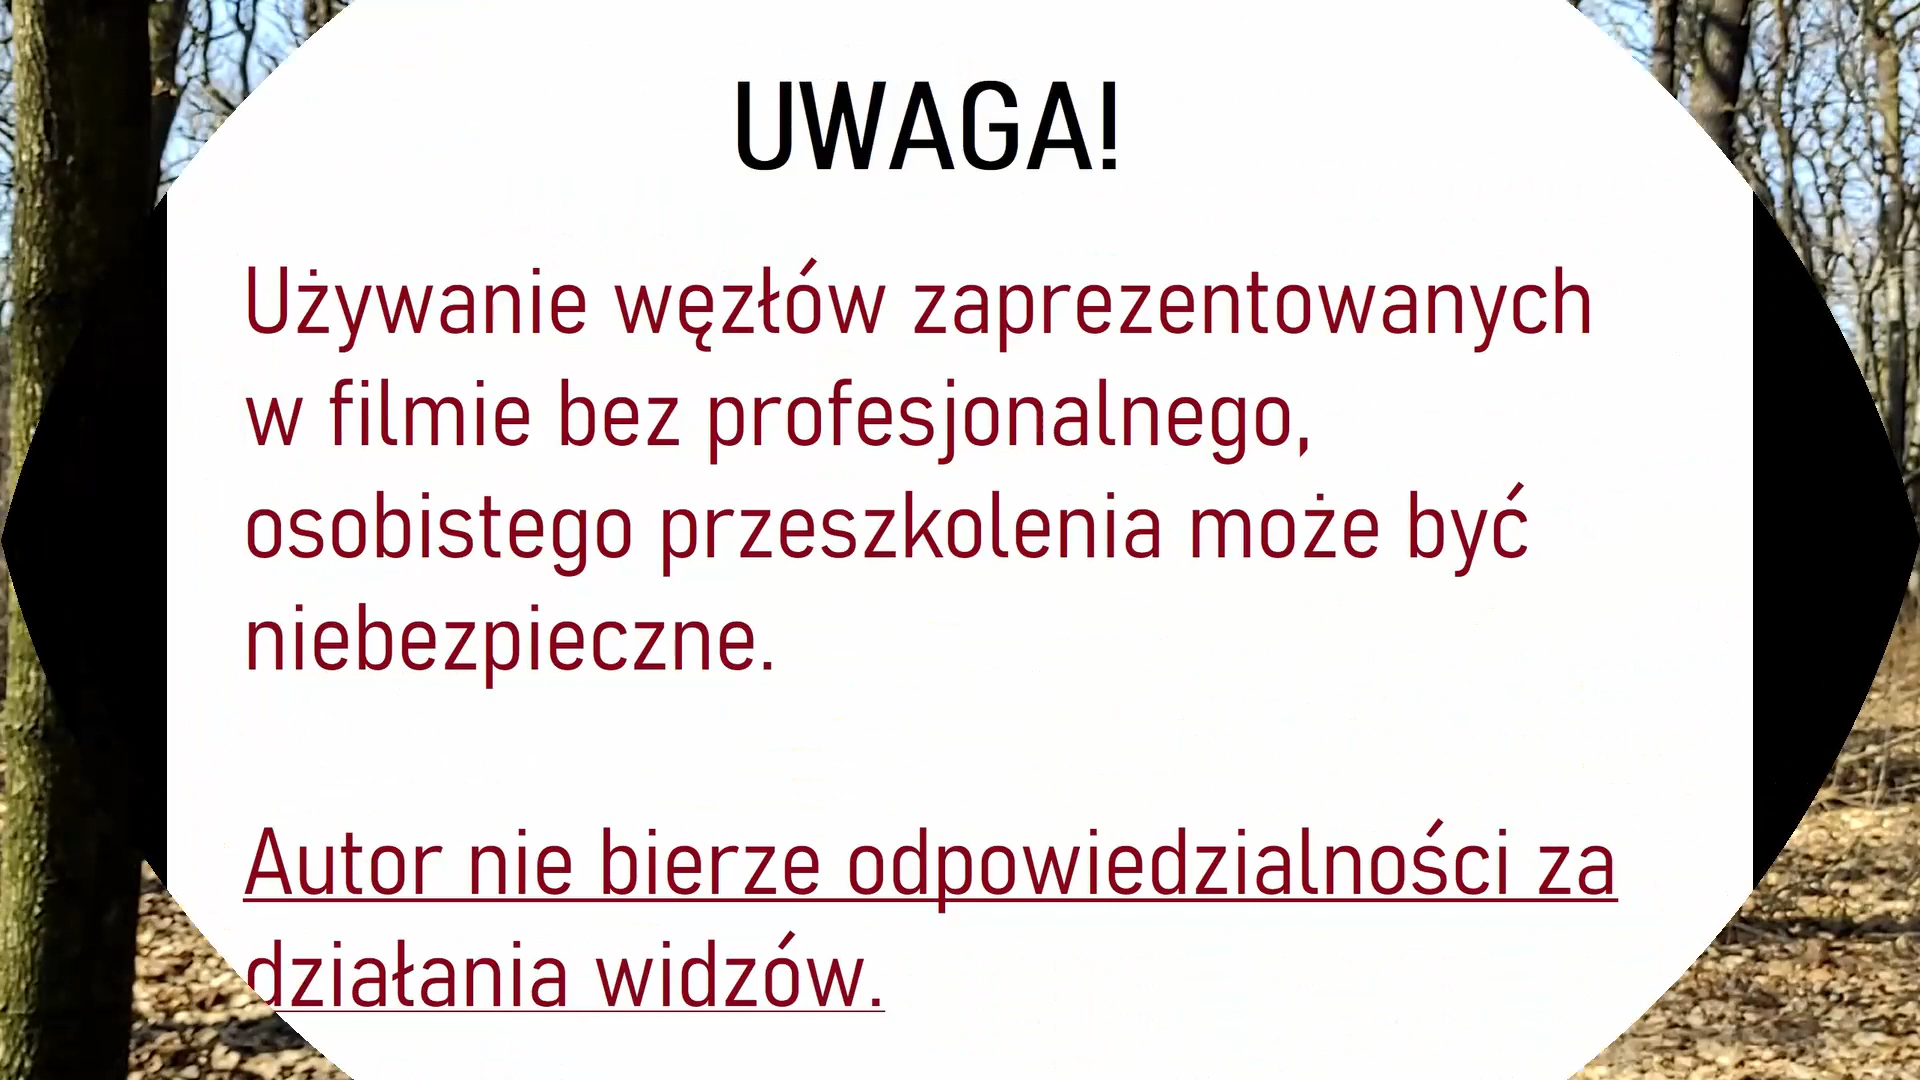 UWAGA!
Używanie węzłów zaprezentowanych
w filmie bez profesjonalnego,
osobistego przeszkolenia może być
niebezpieczne.
Autor nie bierze odpowiedzialności za
działania widzów.